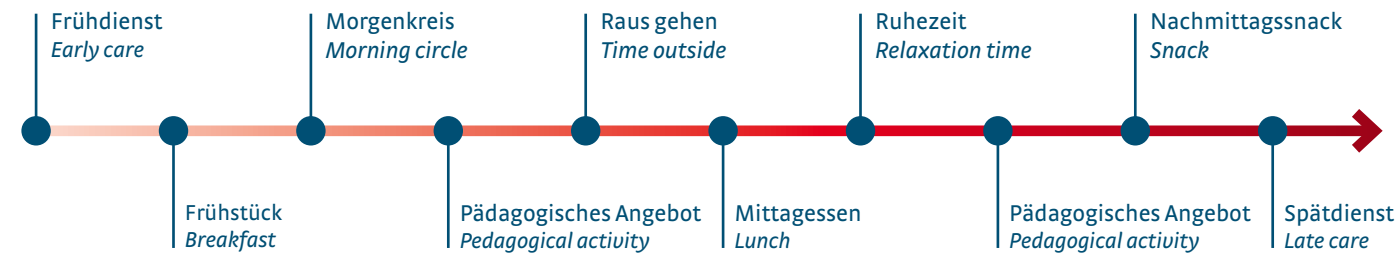 Frühdienst
Early care
Morgenkreis
Morning circle
Raus gehen
Time outside
Ruhezeit
Relaxation time
Nachmittagssnack
Snack
Frühstück
Breakfast
Pädagogisches Angebot
Pedagogical activity
Mittagessen
Lunch
Pädagogisches Angebot
Pedagogical activity
Spätdienst
Late care